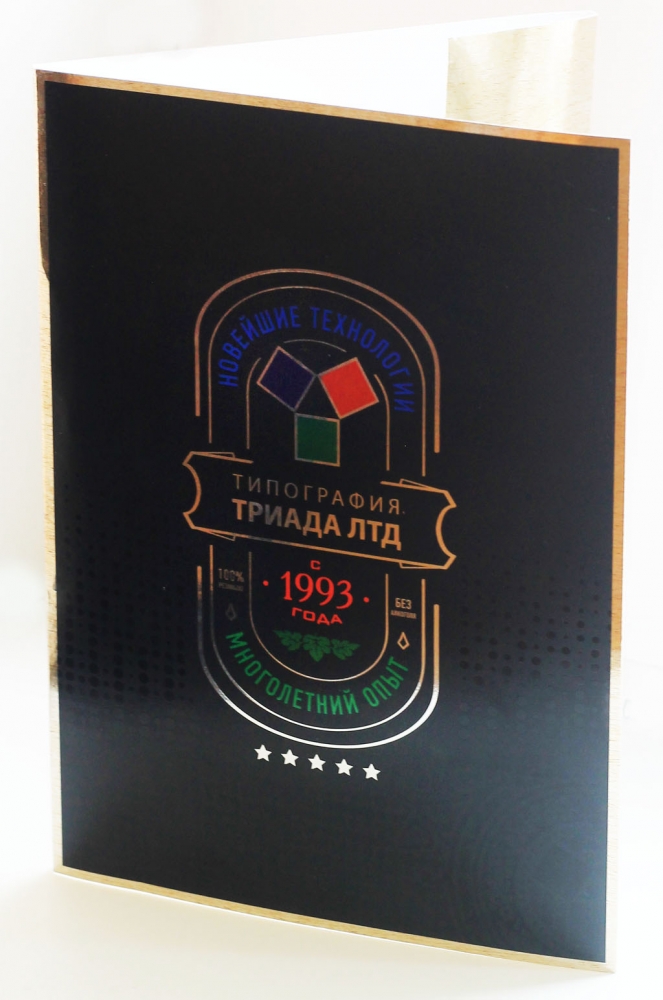 НОВЕЙШИЕ ТЕХНОЛОГИИ
ТИПОГРАФИЯ
ТРИАДА ЛТД
С
1993
ГОДА
100%
БЕЗ
МНОГОЛЕТНИЙ ОПЫТ